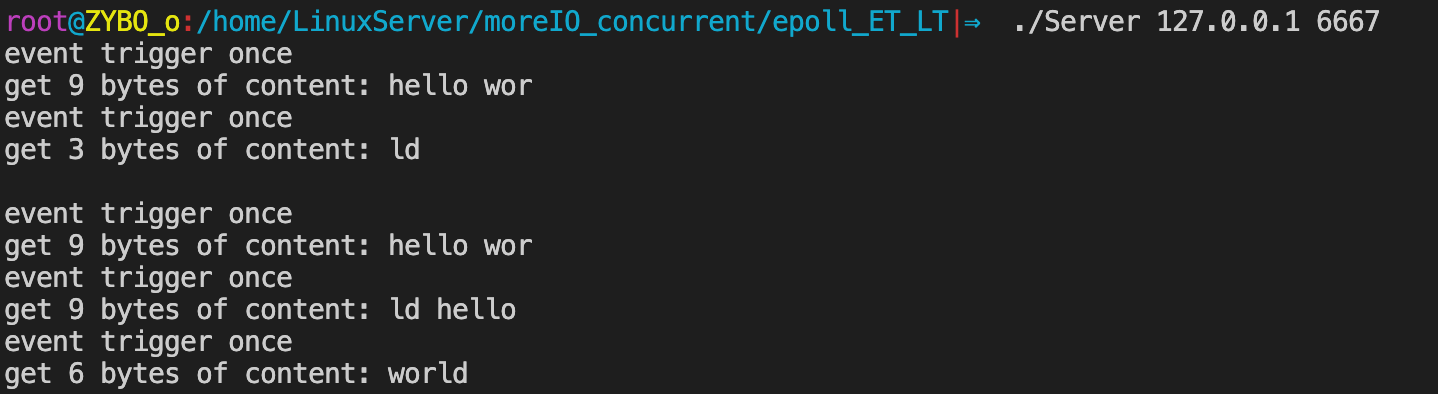 root@ZYBO_o:/home/LinuxServer/moreIO_concurrent/epoll_ET_LT|⇒  ./Server 127.0.0.1 6667
event trigger once
get 9 bytes of content: hello wor
event trigger once
get 3 bytes of content: ld

event trigger once
get 9 bytes of content: hello wor
event trigger once
get 9 bytes of content: ld hello
event trigger once
get 6 bytes of content: world